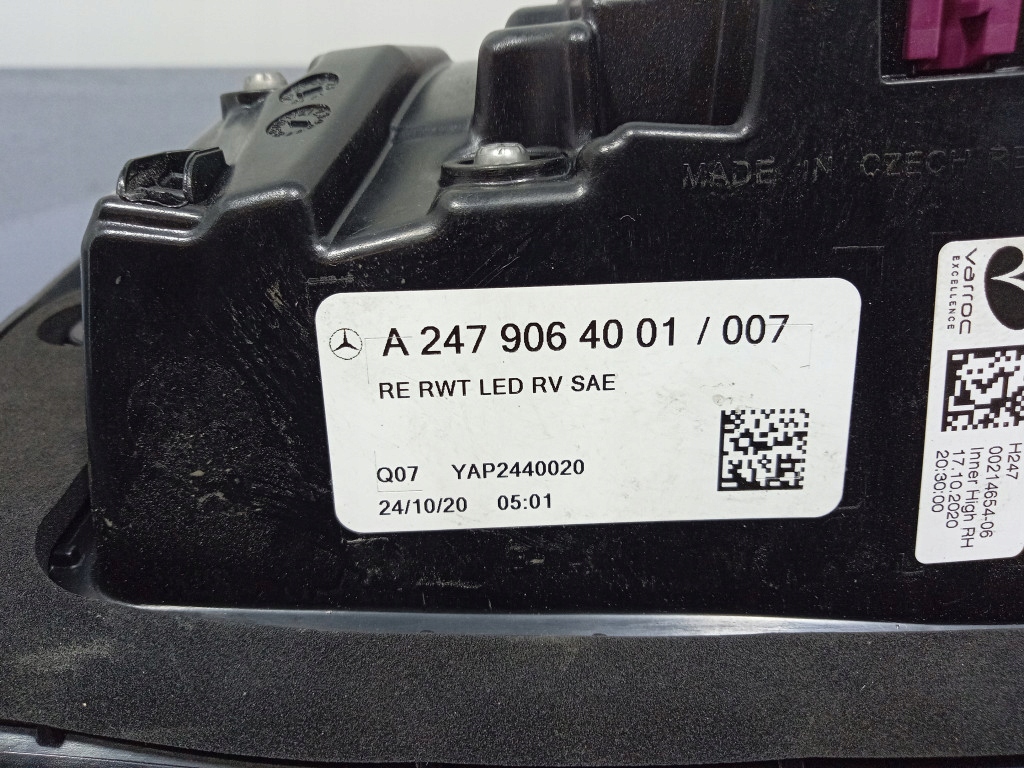 MADE IN CZECH RE
A 247 906 40 01 / 007
RE RWT LED RV SAE
Q07 YAP2440020
24/10/20 05:01
varroc
EXCELLENCE
H247
00214654-06
Inner High RH
17.10.2020
20:30:00